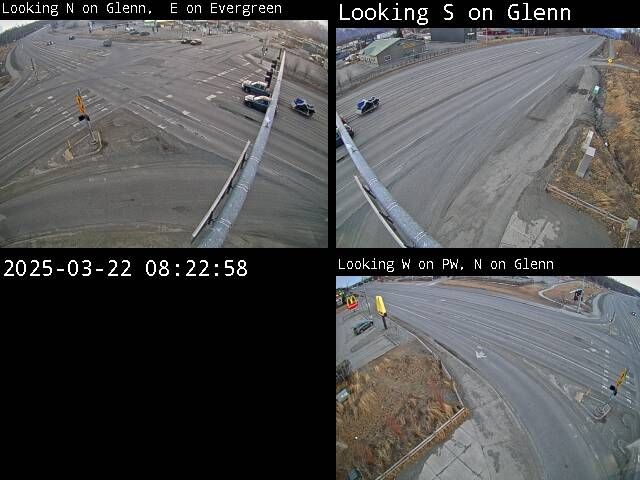 Looking N on Glenn,  E on Evergreen
Looking S on Glenn
2025-03-22 08:22:58
Looking W on PW, N on Glenn